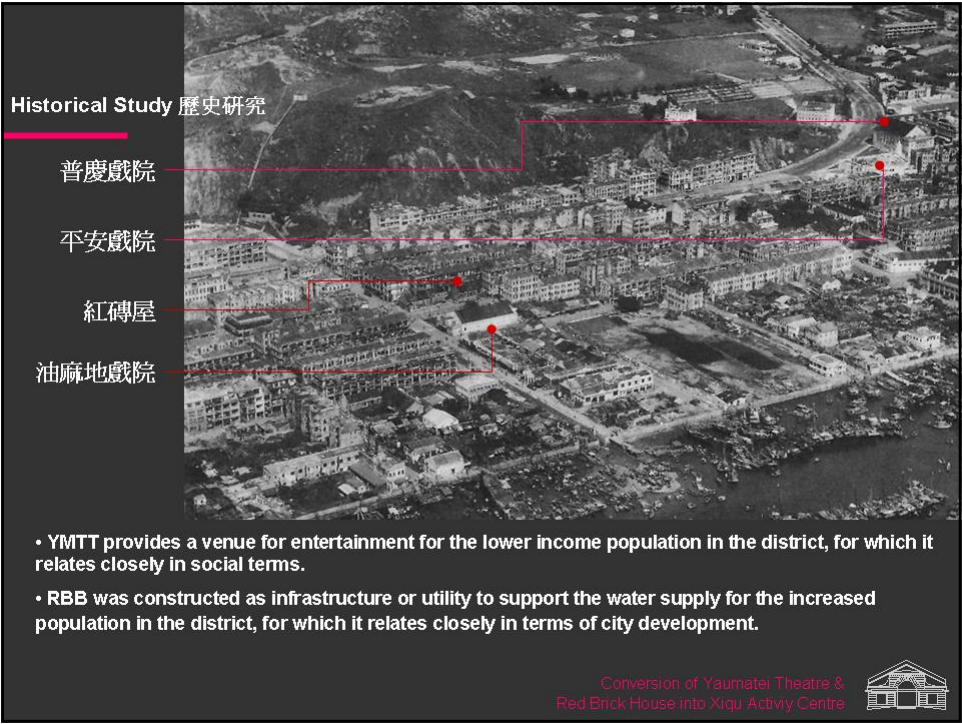 Historical Study 歷史研究
普慶戲院
平安戲院
紅磚屋
油麻地戲院
• YMTT provides a venue for entertainment for the lower income population in the district, for which it
relates closely in social terms.
• RBB was constructed as infrastructure or utility to support the water supply for the increased
population in the district, for which it relates closely in terms of city development.
Conversion of Yaumatei Theatre &
Red Brick House into Xiqu Activiy Centre